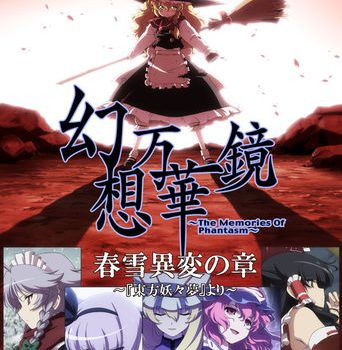 幻想万華鏡
～The Memories Of
Phantasm～
春雪異変の章
～『東方妖々夢』より～